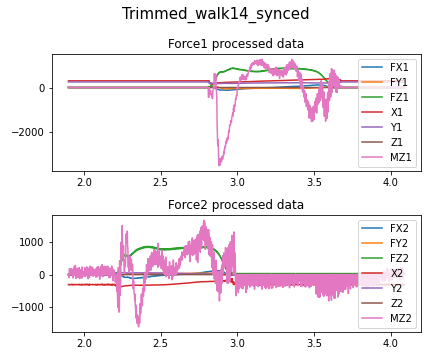 Trimmed_walk14_synced
Force1 processed data
FX1
FY1
FZ1
X1
Y1
Z1
MZ1
0
−2000
2.0 2.5 3.0 3.5 4.0
Force2 processed data
FX2
FY2
FZ2
X2
Y2
Z2
MZ2
1000
0
−1000
2.0 2.5 3.0 3.5 4.0